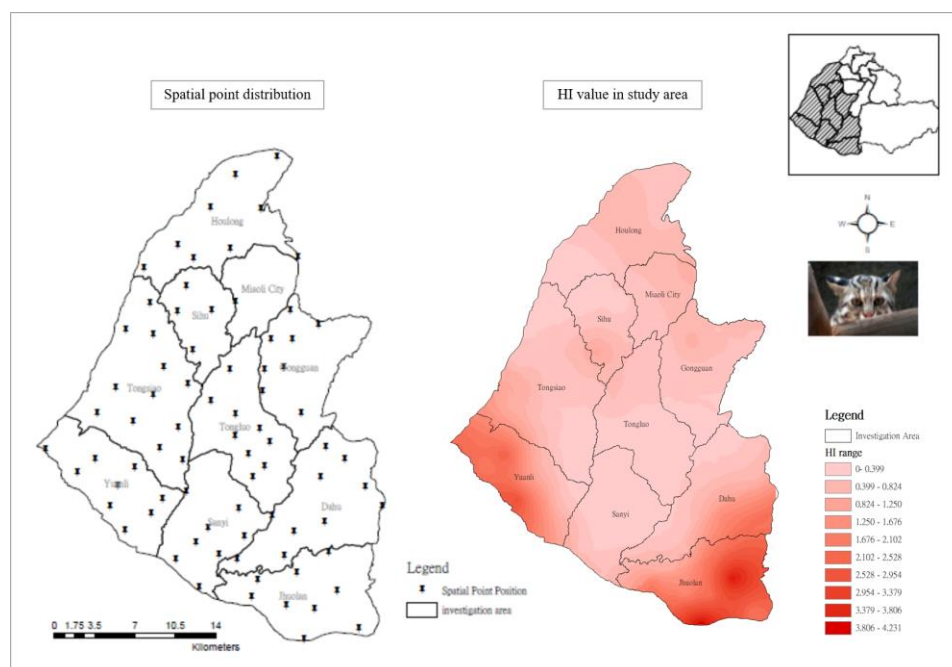 Spatial point distribution
HI value in study area
Houlong
Miaoli City
Sihu
Gongguan
Tongsiao
Tongluo
Yuanli
Dahu
Sanyi
Jhuolan
Legend
Spatial Point Position
investigation area
0 1.75 3.5 7 10.5 14
Kilometers
Houlong
Miaoli City
Sihu
Gongguan
Tongsiao
Tongluo
Yuanli
Dahu
Sanyi
Jhuolan
N
W E
S
Legend
Investigation Area
HI range
0- 0.399
0.399 - 0.824
0.824 - 1.250
1.250 - 1.676
1.676 - 2.102
2.102 - 2.528
2.528 - 2.954
2.954 - 3.379
3.379 - 3.806
3.806 - 4.231